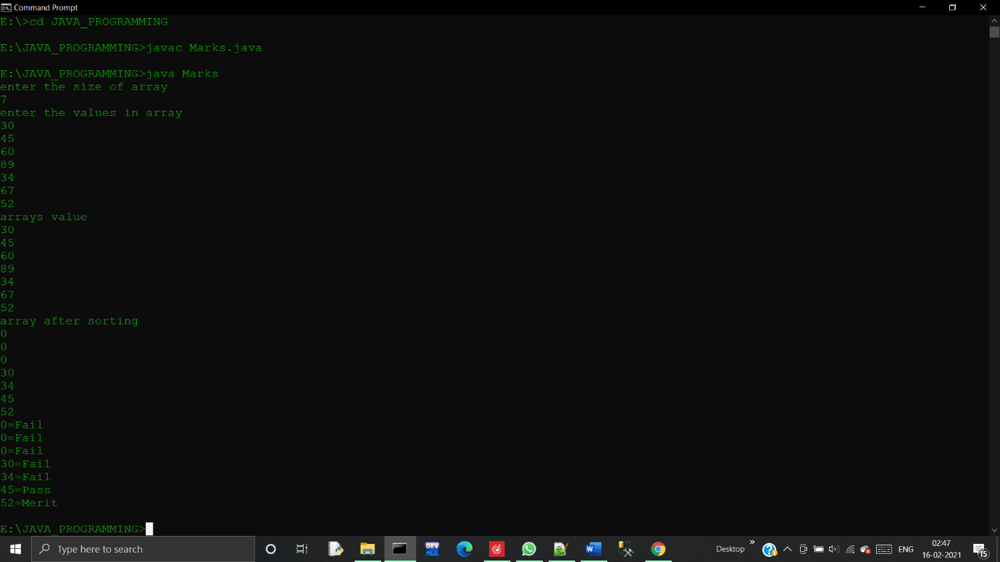 Command Prompt
E:\>cd JAVA_PROGRAMMING
E:\JAVA_PROGRAMMING>javac Marks.java
E:\JAVA_PROGRAMMING>java Marks
enter the size of array
7
enter the values in array
30
45
60
89
34
67
52
arrays value
30
45
60
89
34
67
52
array after sorting
0
0
0
30
34
45
52
0=Fail
0=Fail
0=Fail
30=Fail
34=Fail
45=Pass
52=Merit
E:\JAVA_PROGRAMMING>
Type here to search
DEV
Desktop
ENG
02:47
16-02-2021
15